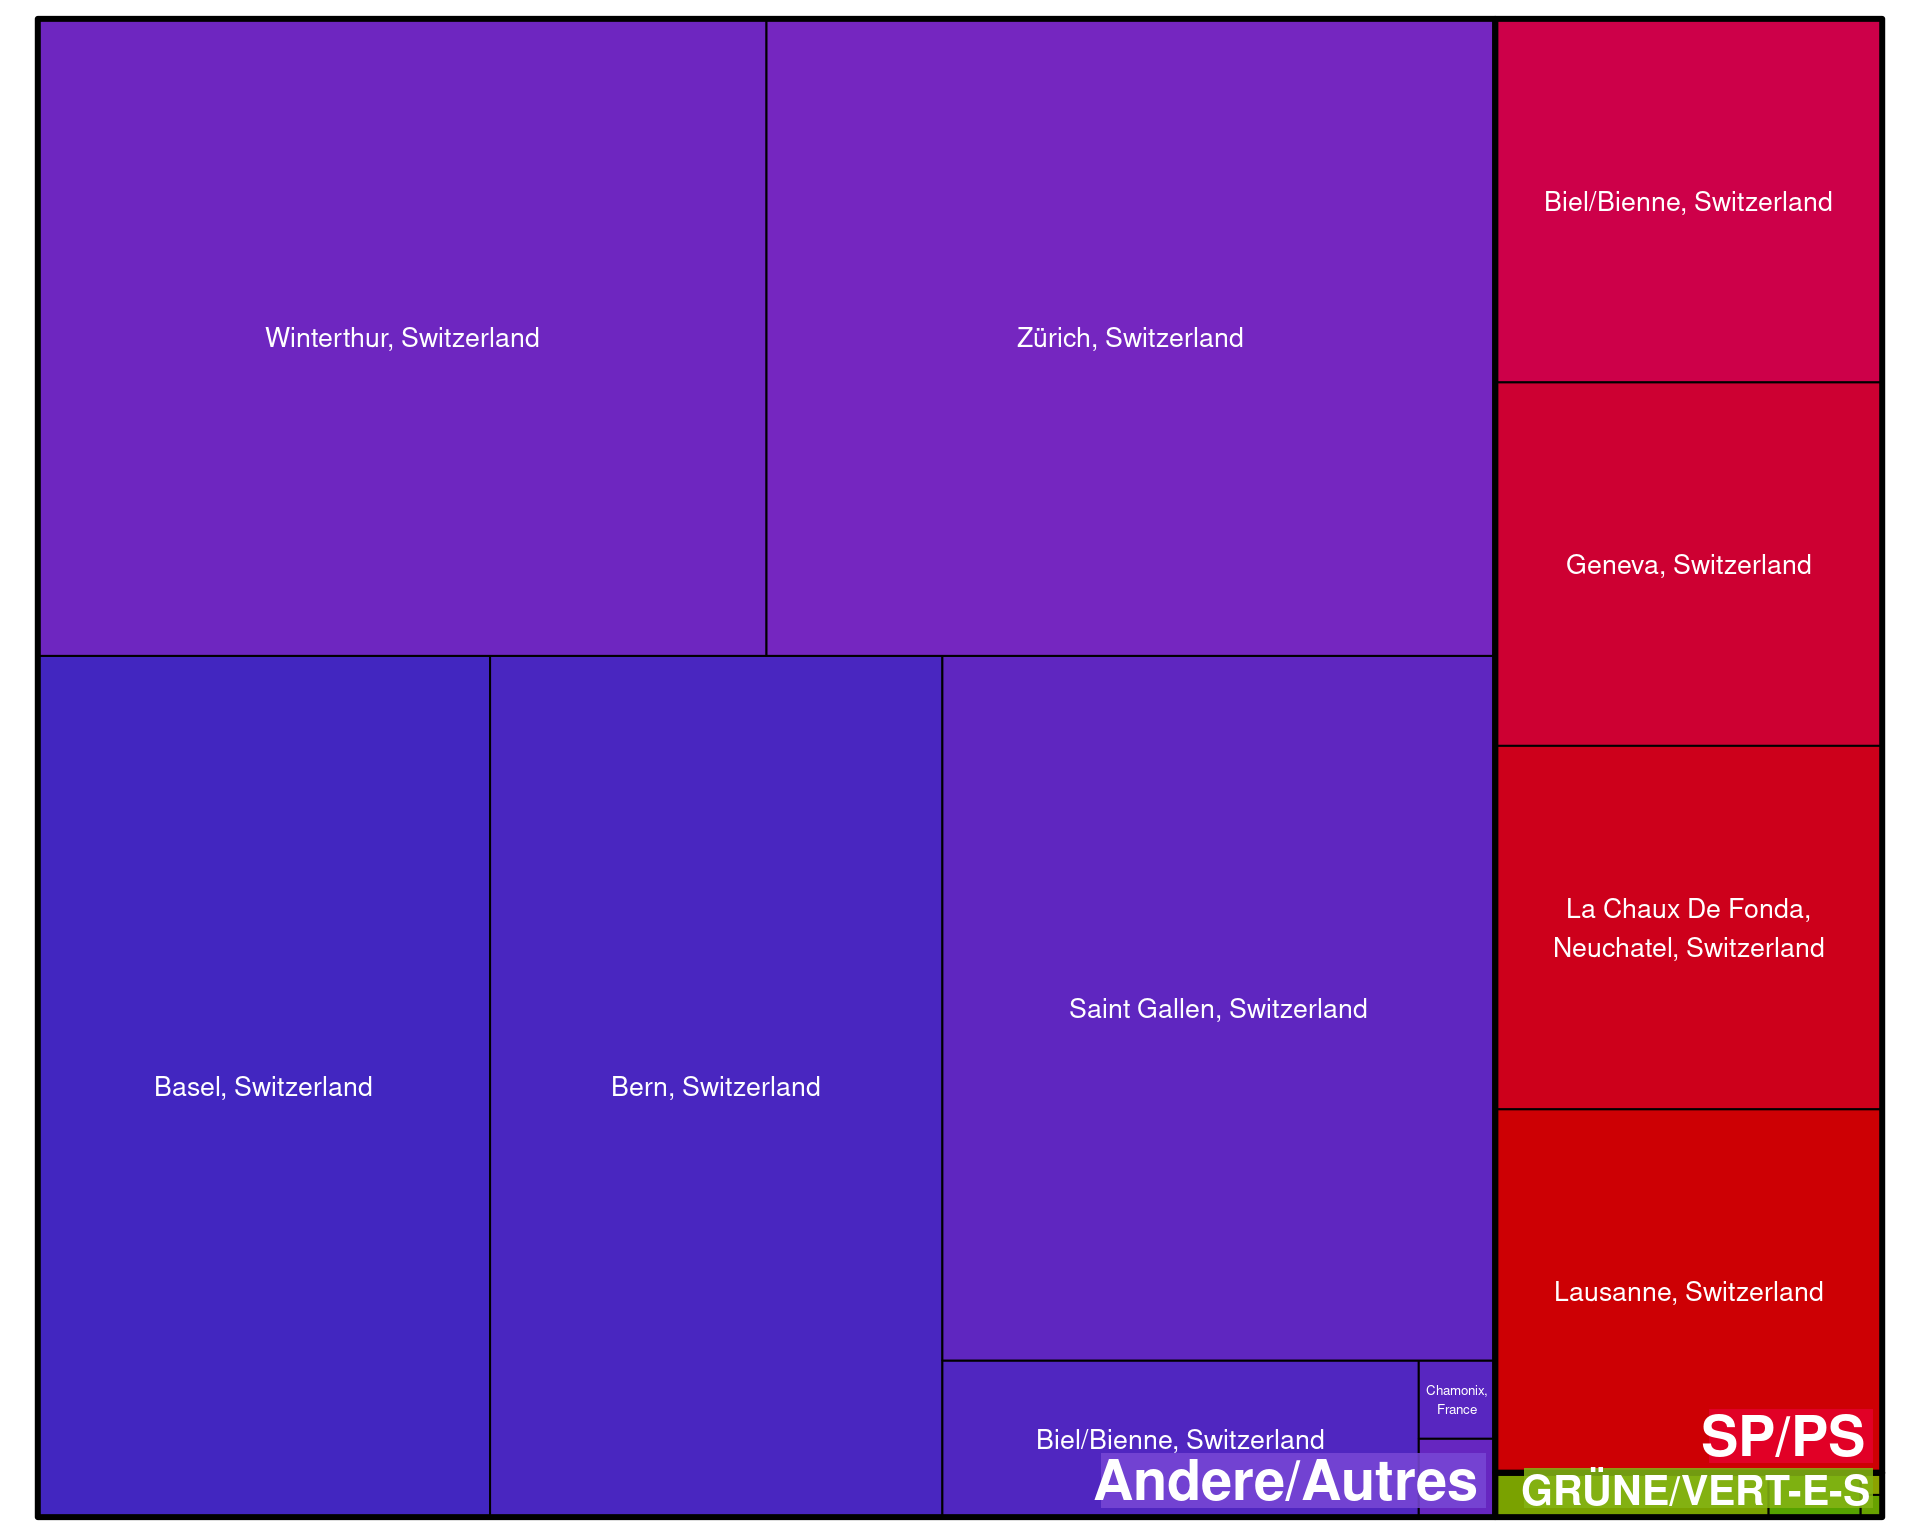 Winterthur, Switzerland
Zürich, Switzerland
Biel/Bienne, Switzerland
Geneva, Switzerland
La Chaux De Fonda,
Neuchatel, Switzerland
Basel, Switzerland
Bern, Switzerland
Saint Gallen, Switzerland
Lausanne, Switzerland
Chamonix,
France
Biel/Bienne, Switzerland
Andere/Autres
SP/PS
GRÜNE/VERT-E-S